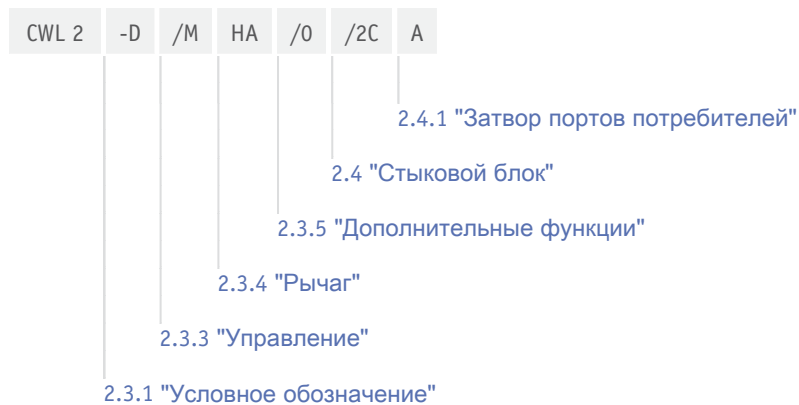 CWL 2 -D /M HA /0 /2C A
2.4.1 "Затвор портов потребителей"
2.4 "Стыковой блок"
2.3.5 "Дополнительные функции"
2.3.4 "Рычаг"
2.3.3 "Управление"
2.3.1 "Условное обозначение"